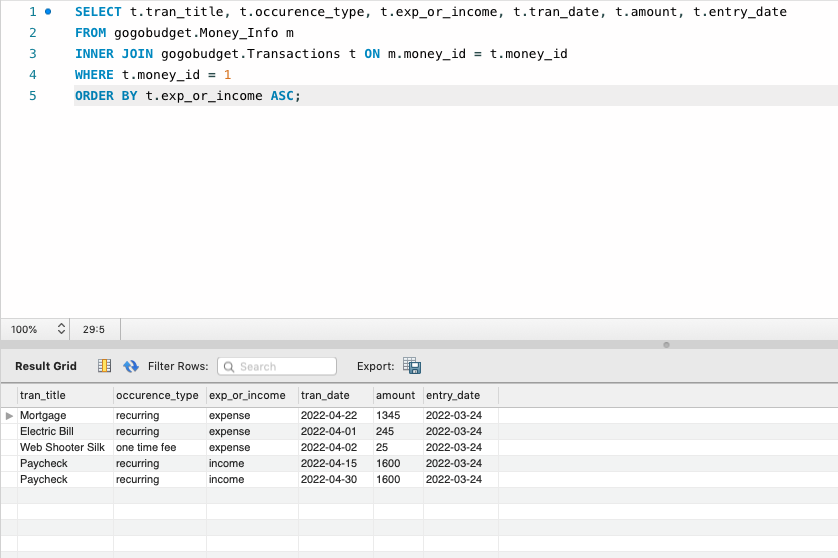 1 SELECT t.tran_title, t.occurence_type, t.exp_or_income, t.tran_date, t.amount, t.entry_date
2 FROM gogobudget.Money_Info m
3 INNER JOIN gogobudget.Transactions t ON m.money_id = t.money_id
4 WHERE t.money_id = 1
5 ORDER BY t.exp_or_income ASC;
100% 29:5
Result Grid Filter Rows: Search Export:
tran_title occurence_type exp_or_income tran_date amount entry_date
Mortgage recurring expense 2022-04-22 1345 2022-03-24
Electric Bill recurring expense 2022-04-01 245 2022-03-24
Web Shooter Silk one time fee expense 2022-04-02 25 2022-03-24
Paycheck recurring income 2022-04-15 1600 2022-03-24
Paycheck recurring income 2022-04-30 1600 2022-03-24